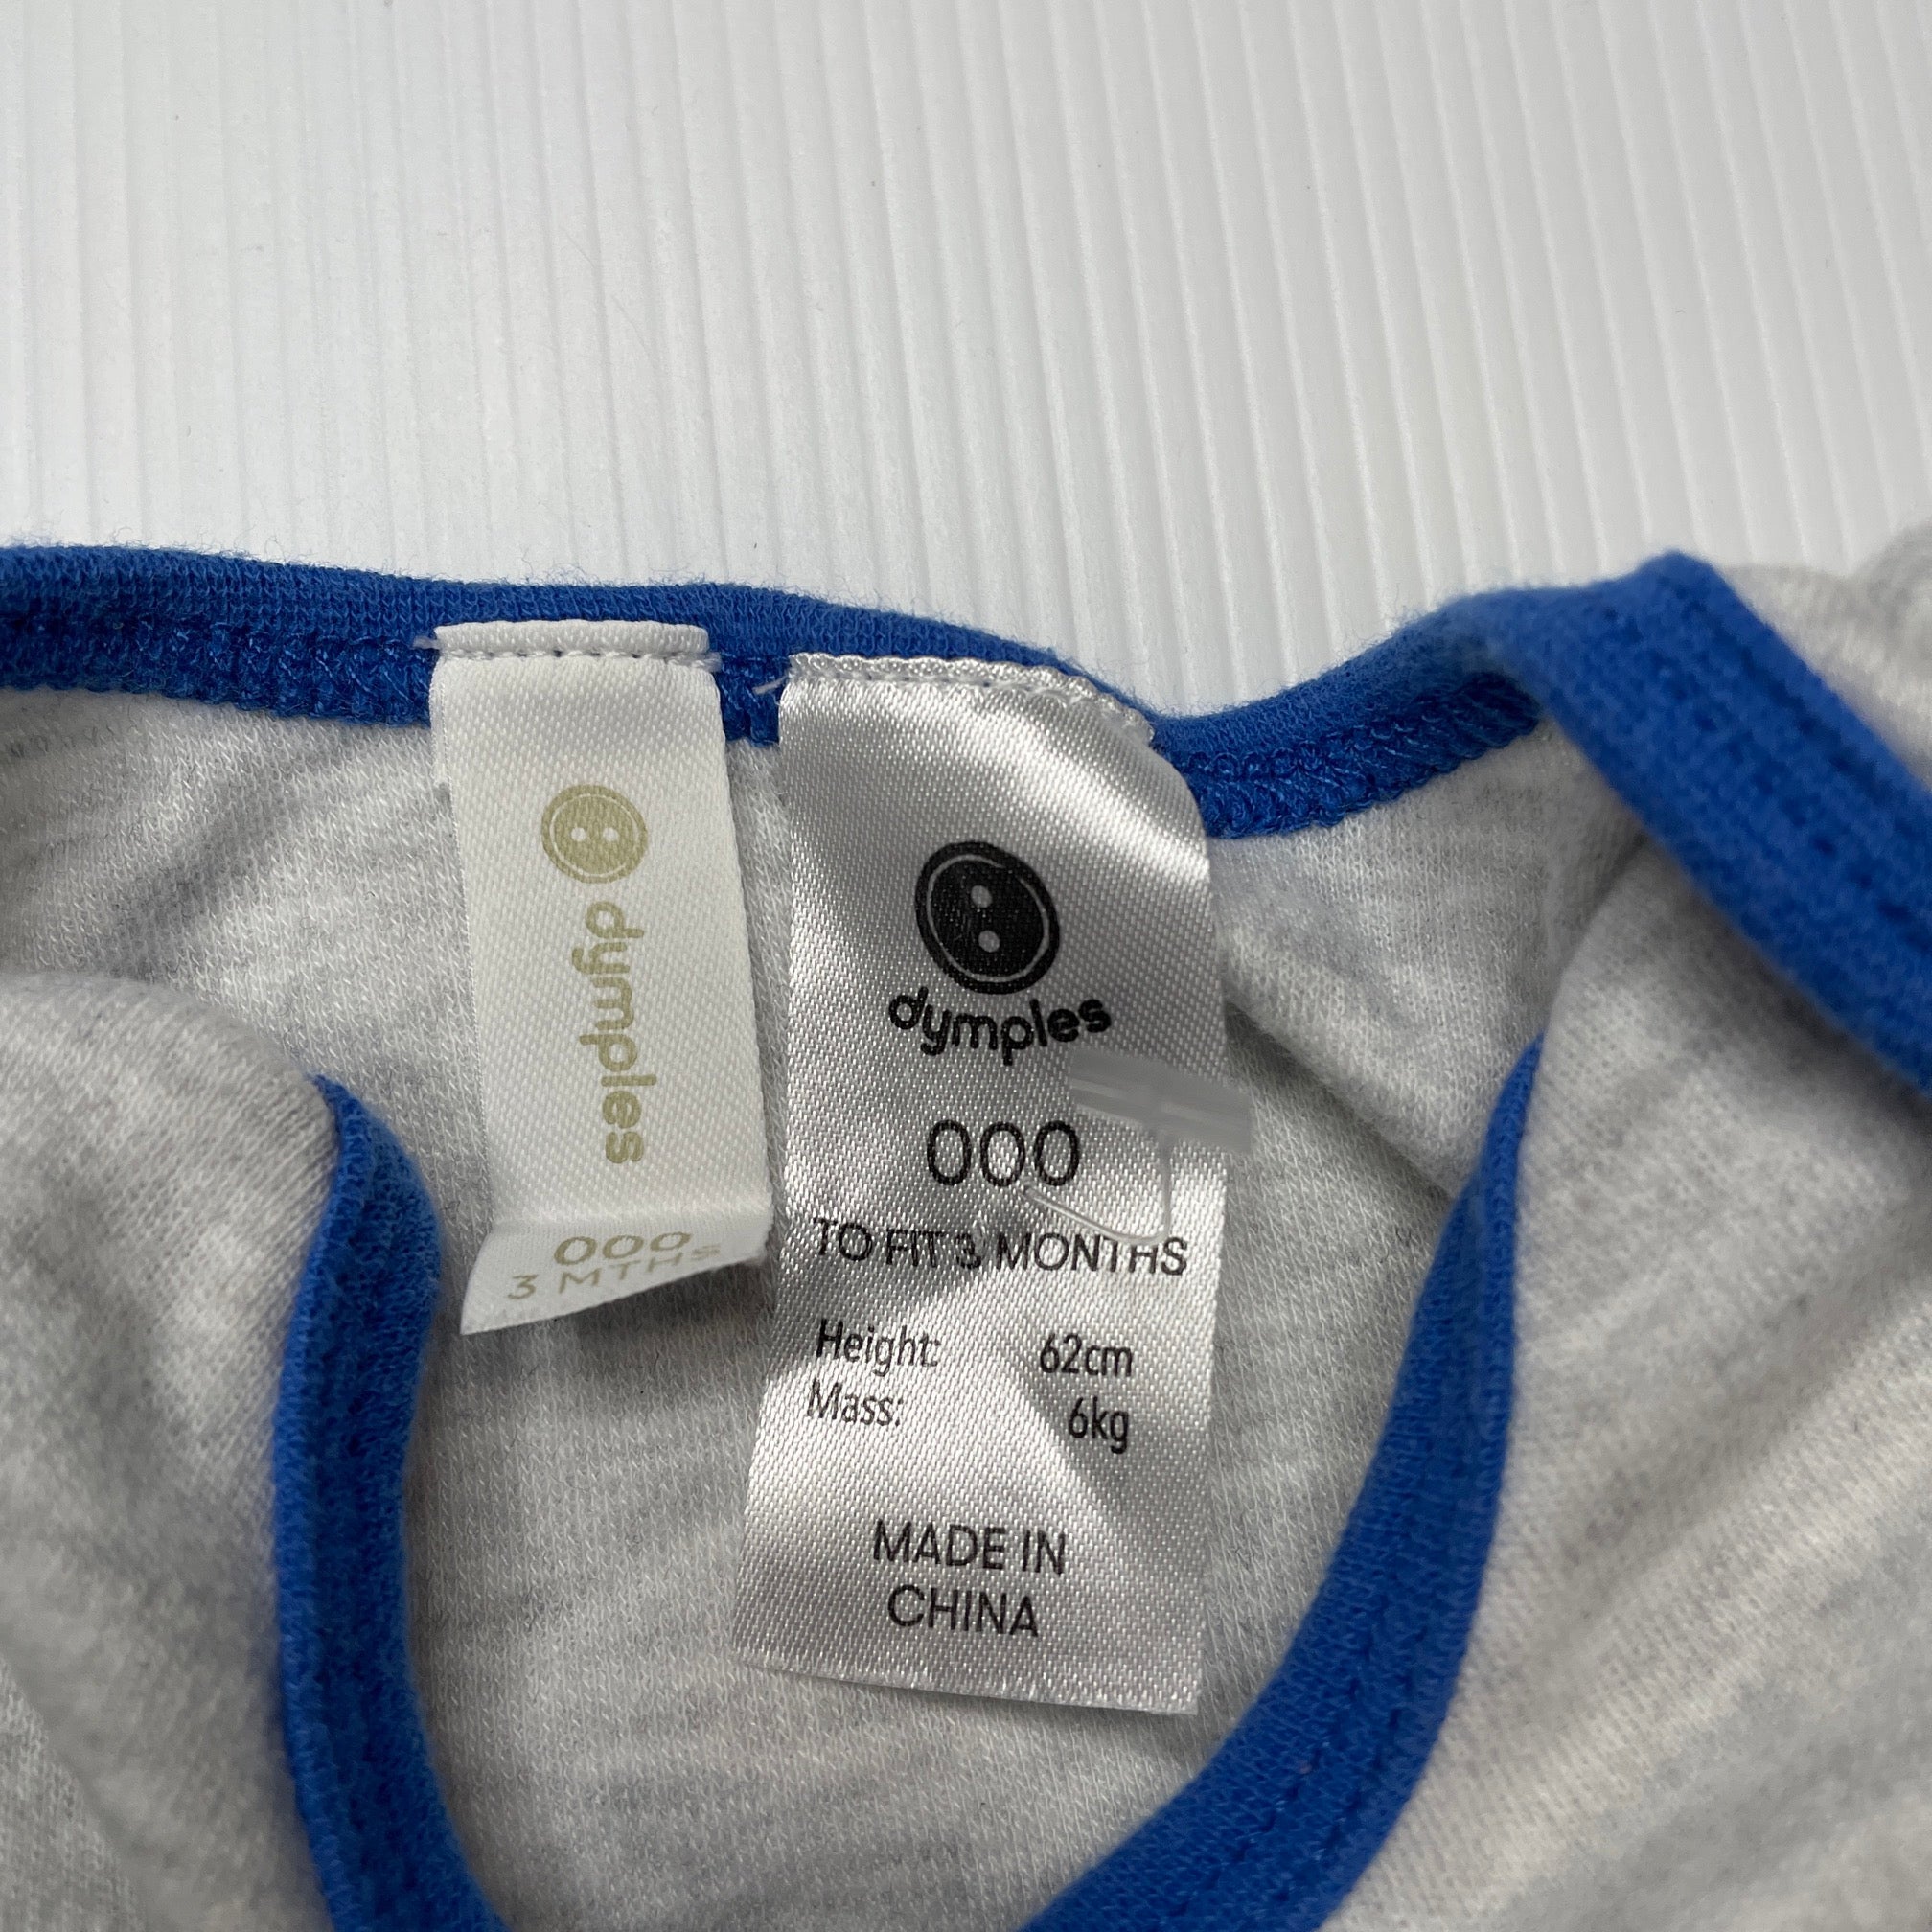 dymples
000
3 MTHS
dymples
000
TO FIT 3 MONTHS
Height: 62cm
Mass: 6kg
MADE IN
CHINA